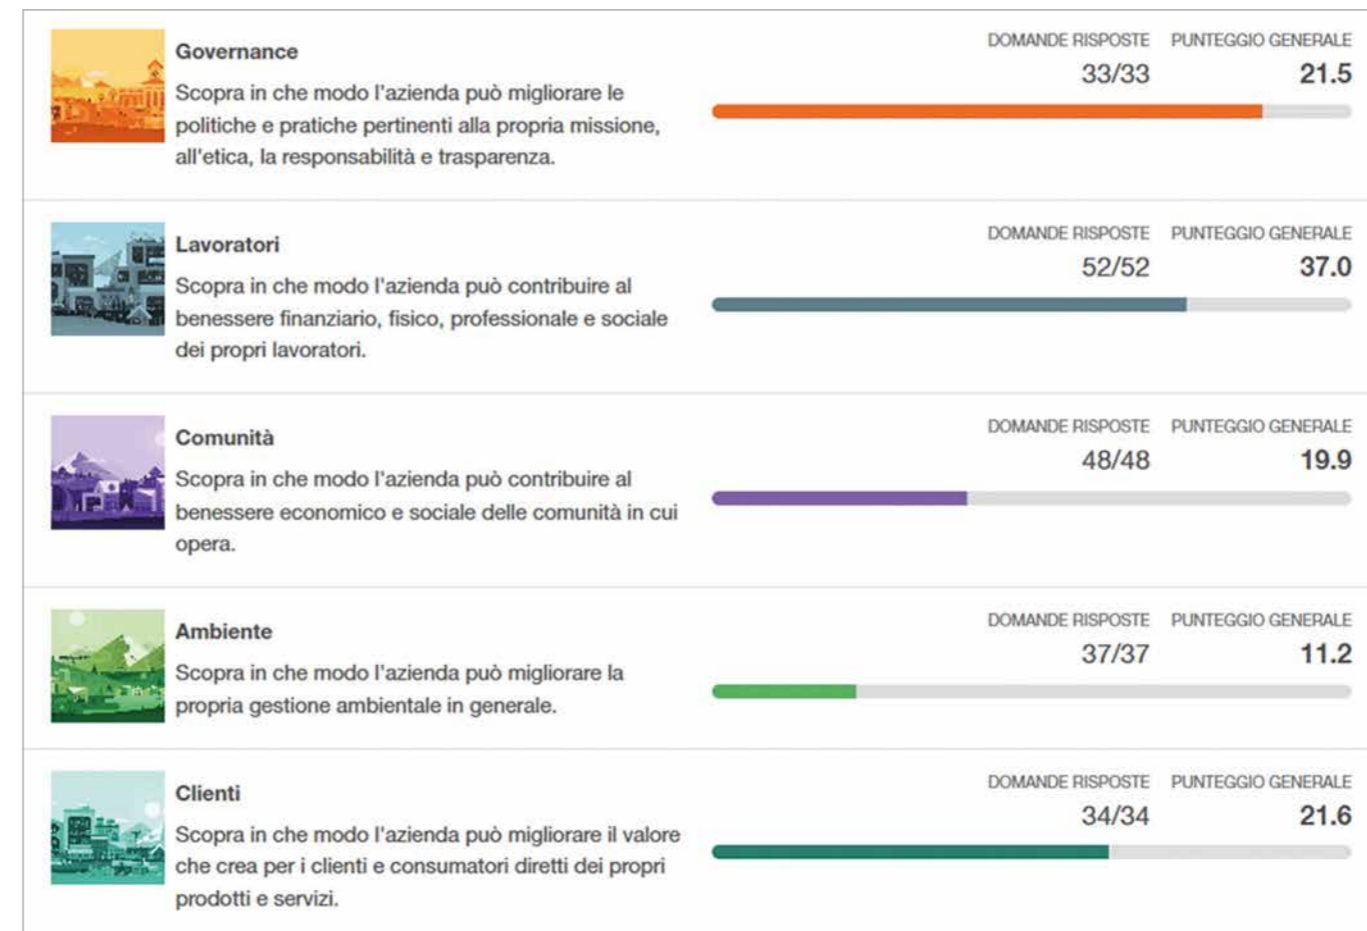 Governance
DOMANDE RISPOSTE PUNTEGGIO GENERALE
33/33 21.5
Scopra in che modo l'azienda può migliorare le
politiche e pratiche pertinenti alla propria missione,
all'etica, la responsabilità e trasparenza.
Lavoratori
DOMANDE RISPOSTE PUNTEGGIO GENERALE
52/52 37.0
Scopra in che modo l'azienda può contribuire al
benessere finanziario, fisico, professionale e sociale
dei propri lavoratori.
Comunità
DOMANDE RISPOSTE PUNTEGGIO GENERALE
48/48 19.9
Scopra in che modo l'azienda può contribuire al
benessere economico e sociale delle comunità in cui
opera.
Ambiente
DOMANDE RISPOSTE PUNTEGGIO GENERALE
37/37 11.2
Scopra in che modo l'azienda può migliorare la
propria gestione ambientale in generale.
Clienti
DOMANDE RISPOSTE PUNTEGGIO GENERALE
34/34 21.6
Scopra in che modo l'azienda può migliorare il valore
che crea per i clienti e consumatori diretti dei propri
prodotti e servizi.